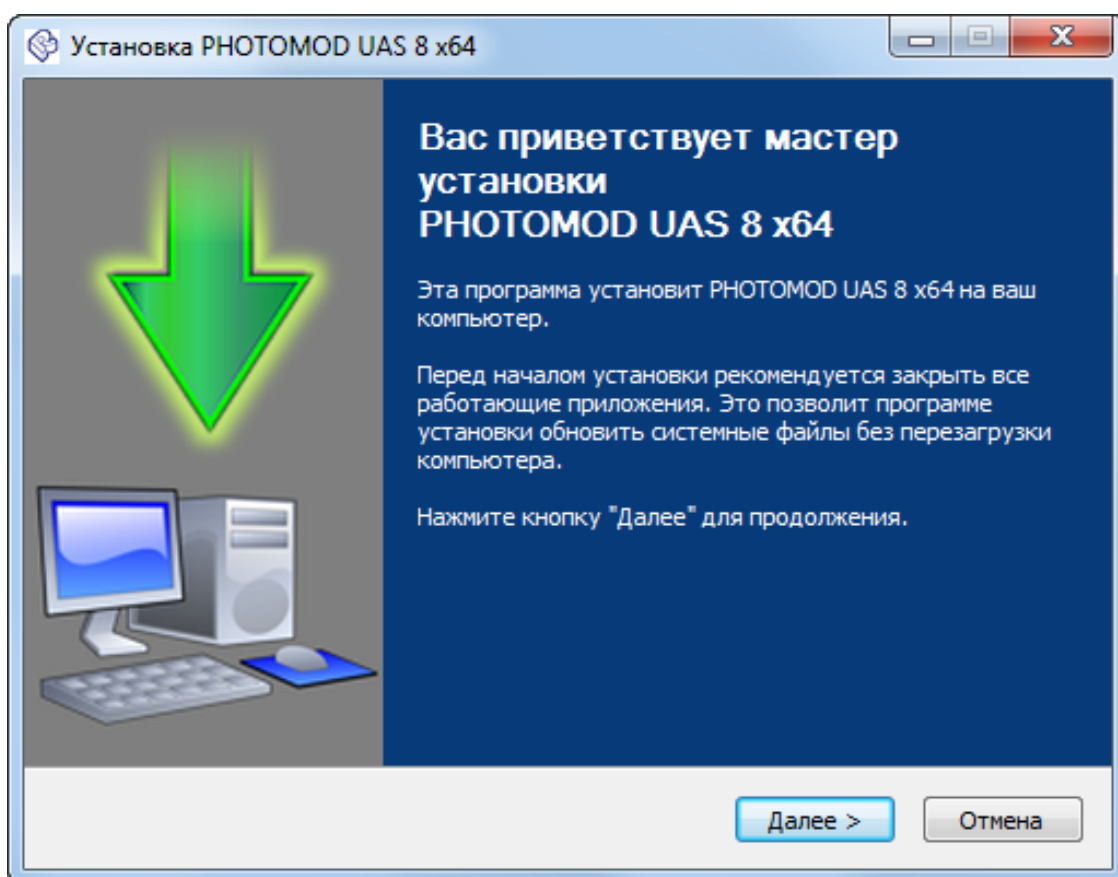 Установка PHOTOMOD UAS 8 x64
Вас приветствует мастер
установки
PHOTOMOD UAS 8 x64
Эта программа установит PHOTOMOD UAS 8 x64 на ваш
компьютер.
Перед началом установки рекомендуется закрыть все
работающие приложения. Это позволит программе
установки обновить системные файлы без перезагрузки
компьютера.
Нажмите кнопку "Далее" для продолжения.
Далее >
Отмена